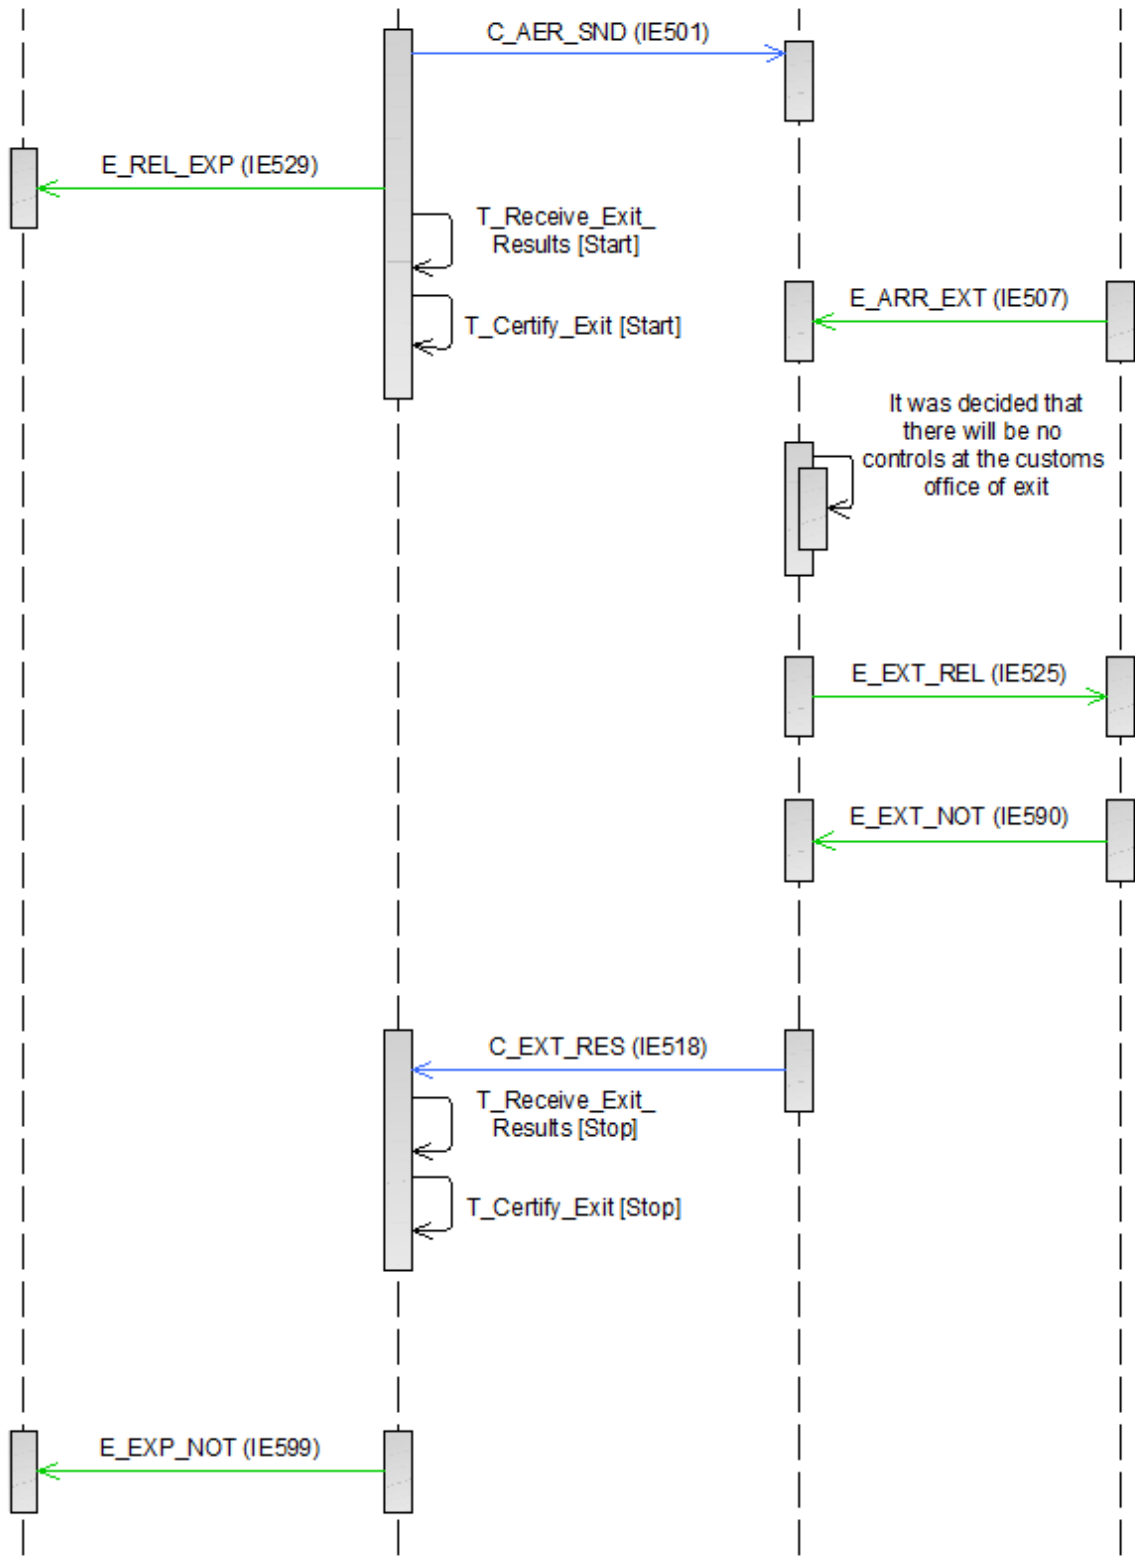 C_AER_SND (IE501)
E_REL_EXP (IE529)
T_Receive_Exit_
Results [Start]
E_ARR_EXT (IE507)
T_Certify_Exit [Start]
It was decided that
there will be no
controls at the customs
office of exit
E_EXT_REL (IE525)
E_EXT_NOT (IE590)
C_EXT_RES (IE518)
T_Receive_Exit_
Results [Stop]
T_Certify_Exit [Stop]
E_EXP_NOT (IE599)